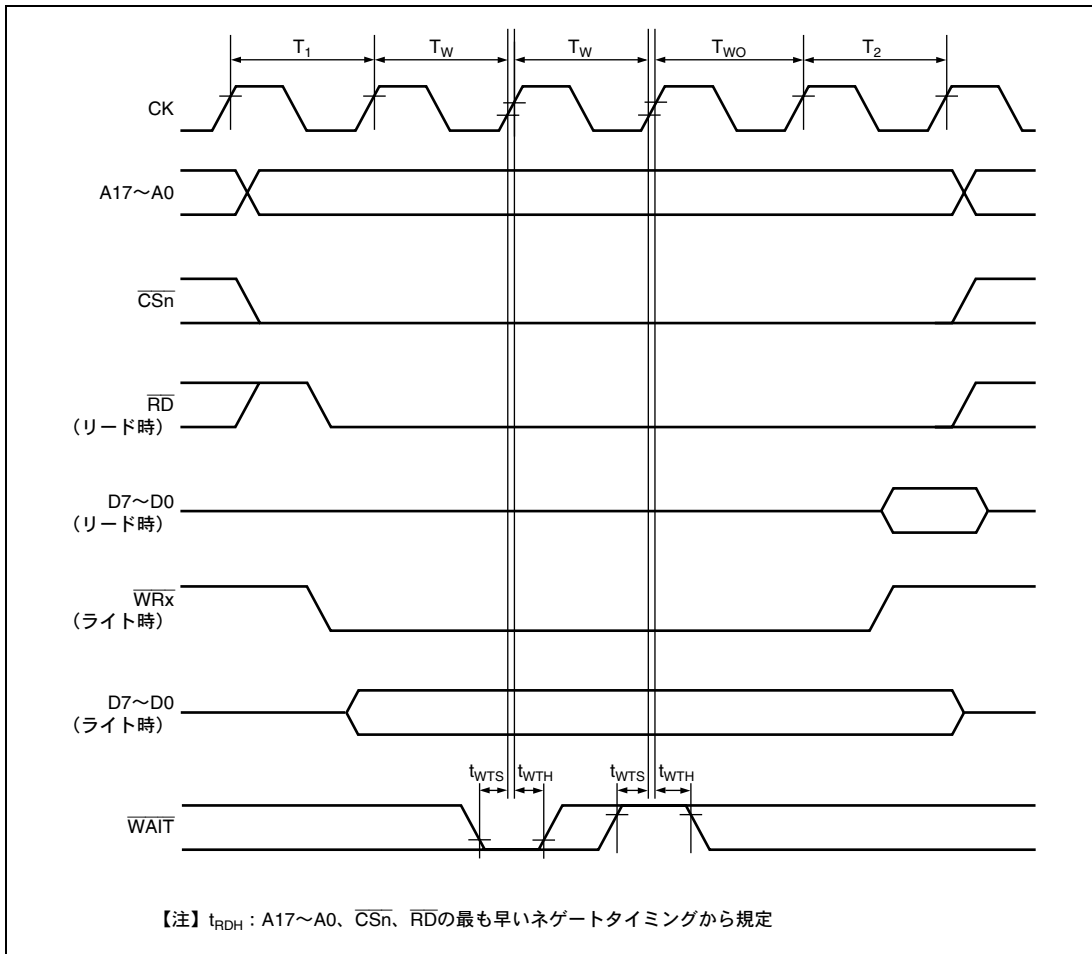 T1 TW TW TWO T2
CK
A17〜A0
CSn
RD
（リード時）
D7〜D0
（リード時）
WRx
（ライト時）
D7〜D0
（ライト時）
tWTS tWTH tWTS tWTH
WAIT
【注】tRDH：A17〜A0、CSn、RDの最も早いネゲートタイミングから規定